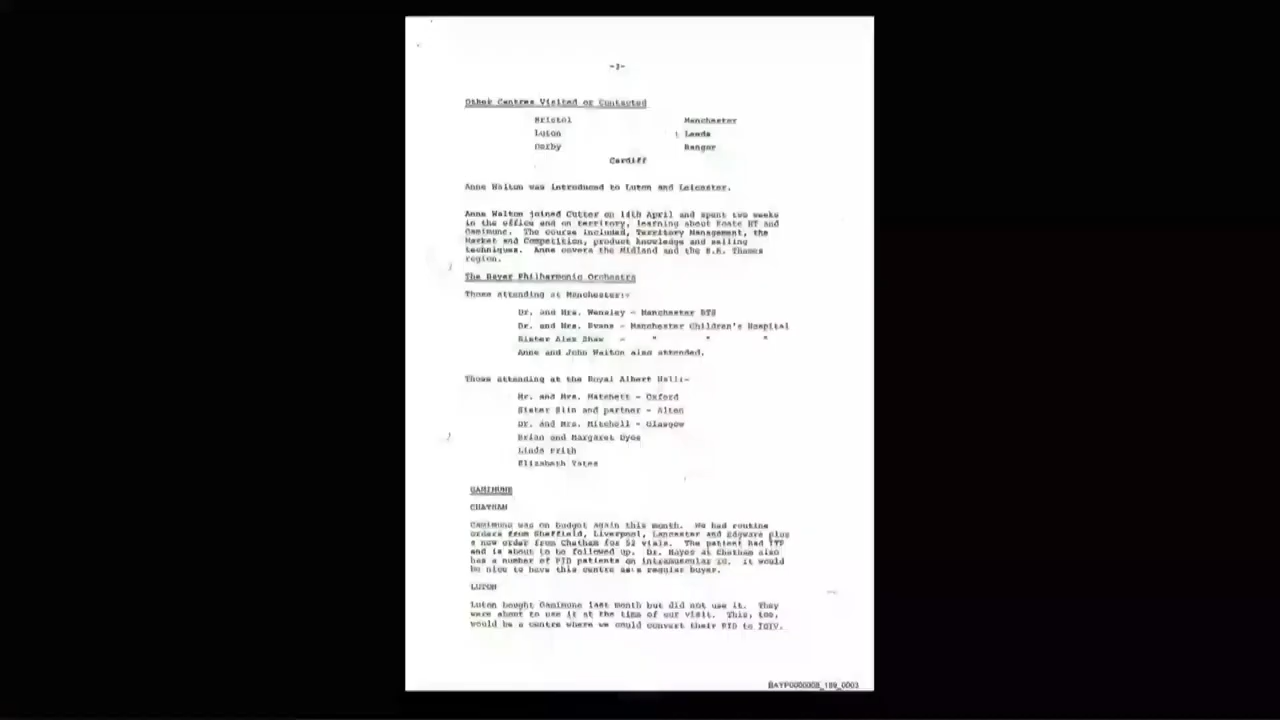 -3-
Other Centres Visited or Contacted
Bristol Manchester
Luton Leeds
Derby Bangor
Cardiff
Anne Walton was introduced to Luton and Leicester.
Anne Walton joined Cutter on 14th April and spent two weeks
in the office and on territory, learning about Koate HT and
Gamimune. The course included, Territory Management, the
Market and Competition, product knowledge and selling
techniques. Anne covers the Midland and the Thames
region.
The Bayer Philharmonic Orchestra
Those attending at Manchester:-
Dr. and Mrs. Wensley - Manchester BTS
Dr. and Mrs. Evans - Manchester Children's Hospital
Sister Alex Shaw - " " "
Anne and John Walton also attended.
Those attending at the Royal Albert Hall:-
Mr. and Mrs. Matchett - Oxford
Sister Slin and partner - Alton
Dr. and Mrs. Mitchell - Glasgow
Brian and Margaret Dyos
Linda Frith
Elizabeth Yates
GAMIMUNE
CHATHAM
Gamimune was on budget again this month. We had routine
orders from Sheffield, Liverpool, Lancaster and Edgware plus
a new order from Chatham for 52 vials. The patient had ITP
and is about to be followed up. Dr. Hayes at Chatham also
has a number of PID patients on intramuscular IG. It would
be nice to have this centre as a regular buyer.
LUTON
Luton bought Gamimune last month but did not use it. They
were about to use it at the time of our visit. This, too,
would be a centre where we could convert their PID to IGIV.
BAYP0000008_189_0003